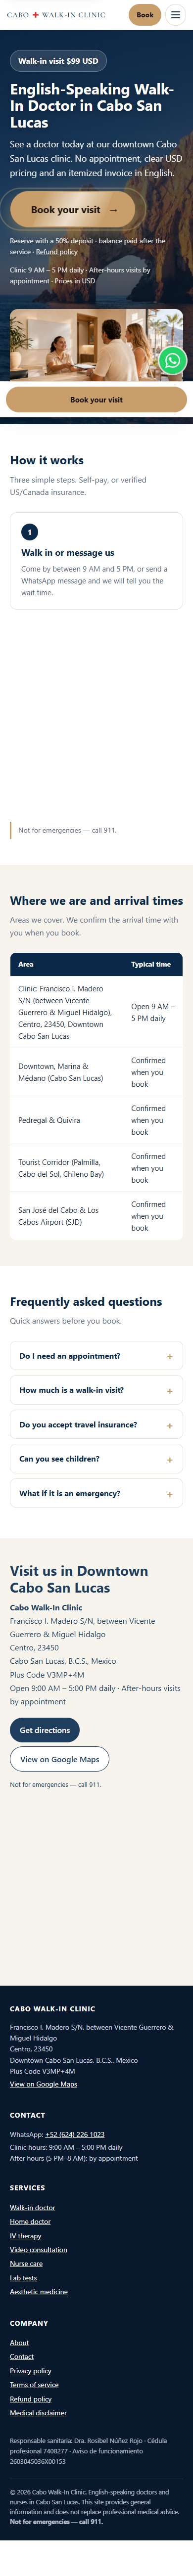 CABO + WALK-IN CLINIC
Book
Walk-in visit $99 USD
English-Speaking Walk-
In Doctor in Cabo San
Lucas
See a doctor today at our downtown Cabo
San Lucas clinic. No appointment, clear USD
pricing and an itemized invoice in English.
Book your visit →
Reserve with a 50% deposit · balance paid after the
service · Refund policy
Clinic 9 AM – 5 PM daily · After-hours visits by
appointment · Prices in USD
Book your visit
How it works
Three simple steps. Self-pay, or verified
US/Canada insurance.
1
Walk in or message us
Come by between 9 AM and 5 PM, or send a
WhatsApp message and we will tell you the
wait time.
Not for emergencies — call 911.
Where we are and arrival times
Areas we cover. We confirm the arrival time with
you when you book.
Area Typical time
Clinic: Francisco I. Madero
S/N (between Vicente
Guerrero & Miguel Hidalgo),
Centro, 23450, Downtown
Cabo San Lucas
Open 9 AM –
5 PM daily
Downtown, Marina &
Médano (Cabo San Lucas)
Confirmed
when you
book
Pedregal & Quivira
Confirmed
when you
book
Tourist Corridor (Palmilla,
Cabo del Sol, Chileno Bay)
Confirmed
when you
book
San José del Cabo & Los
Cabos Airport (SJD)
Confirmed
when you
book
Frequently asked questions
Quick answers before you book.
Do I need an appointment? +
How much is a walk-in visit? +
Do you accept travel insurance? +
Can you see children? +
What if it is an emergency? +
Visit us in Downtown
Cabo San Lucas
Cabo Walk-In Clinic
Francisco I. Madero S/N, between Vicente
Guerrero & Miguel Hidalgo
Centro, 23450
Cabo San Lucas, B.C.S., Mexico
Plus Code V3MP+4M
Open 9:00 AM – 5:00 PM daily · After-hours visits
by appointment
Get directions
View on Google Maps
Not for emergencies — call 911.
CABO WALK-IN CLINIC
Francisco I. Madero S/N, between Vicente Guerrero &
Miguel Hidalgo
Centro, 23450
Downtown Cabo San Lucas, B.C.S., Mexico
Plus Code V3MP+4M
View on Google Maps
CONTACT
WhatsApp: +52 (624) 226 1023
Clinic hours: 9:00 AM – 5:00 PM daily
After hours (5 PM–8 AM): by appointment
SERVICES
Walk-in doctor
Home doctor
IV therapy
Video consultation
Nurse care
Lab tests
Aesthetic medicine
COMPANY
About
Contact
Privacy policy
Terms of service
Refund policy
Medical disclaimer
Responsable sanitaria: Dra. Rosibel Núñez Rojo · Cédula
profesional 7408277 · Aviso de funcionamiento
2603045036X00153
© 2026 Cabo Walk-In Clinic. English-speaking doctors and
nurses in Cabo San Lucas. This site provides general
information and does not replace professional medical advice.
Not for emergencies — call 911.